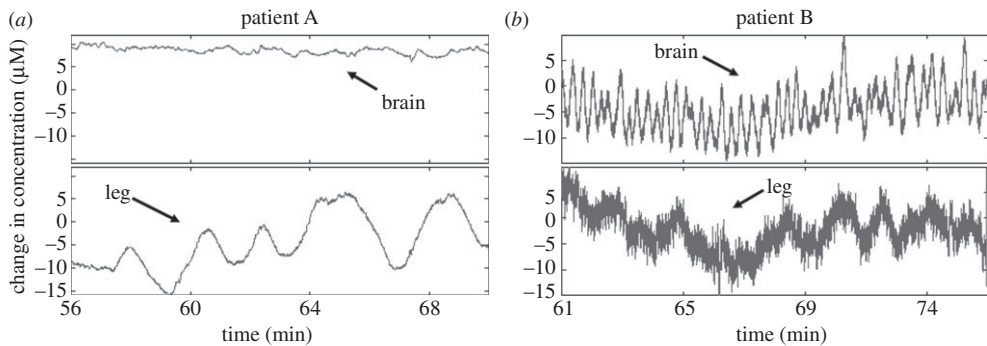 (a) patient A
(b) patient B
change in concentration (μM)
5
0
−5
−10
brain
5
0
−5
−10
−15
leg
56 60 64 68
time (min)
10
5
0
−5
−10
brain
10
5
0
−5
−10
−15
leg
61 65 69 74
time (min)